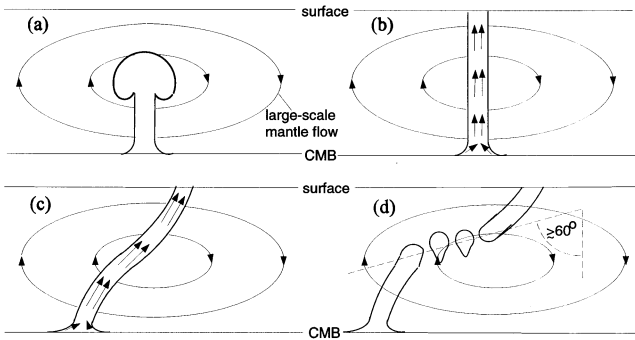 surface
(a)
(b)
large-scale
mantle flow
CMB
surface
(c)
(d)
≳60°
CMB